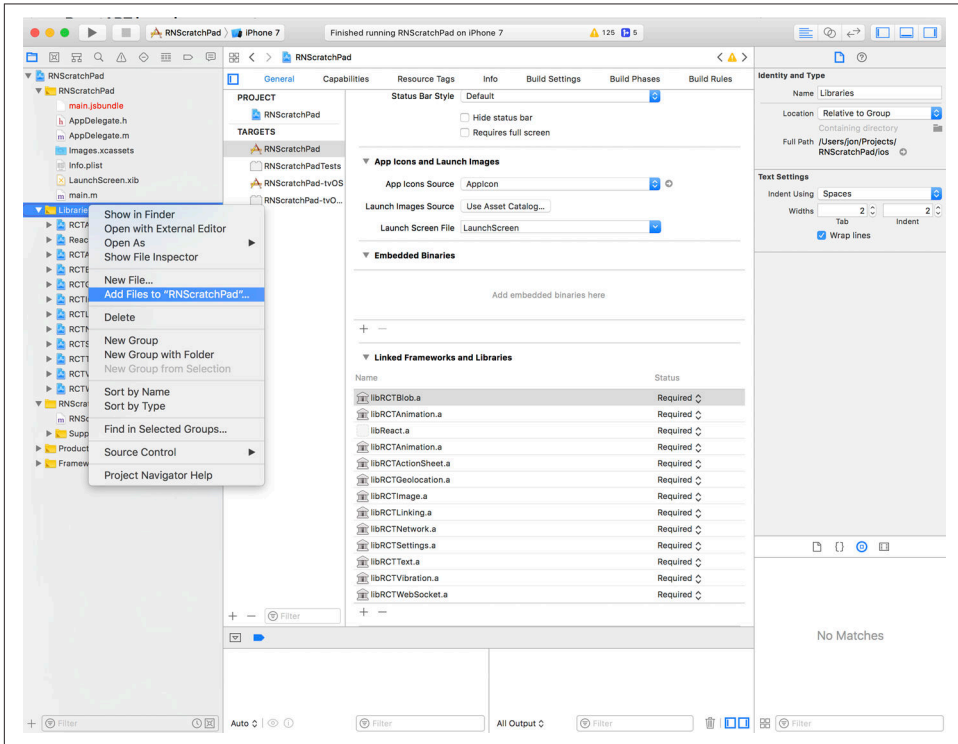 RNScratchPad
iPhone 7
Finished running RNScratchPad on iPhone 7
125
5
RNScratchPad
RNScratchPad
main.jsbundle
AppDelegate.h
AppDelegate.m
Images.xcassets
Info.plist
LaunchScreen.xib
main.m
Show in Finder
Open with External Editor
Open As
Show File Inspector
New File...
Add Files to “RNScratchPad”...
Delete
New Group
New Group with Folder
New Group from Selection
Sort by Name
Sort by Type
Find in Selected Groups...
Source Control
Project Navigator Help
Filter
RNScratchPad
General
Capabilities
Resource Tags
Info
Build Settings
Build Phases
Build Rules
PROJECT
RNScratchPad
TARGETS
RNScratchPad
RNScratchPadTests
RNScratchPad-tvOS
RNScratchPad-tvO...
Filter
Status Bar Style
Default
Hide status bar
Requires full screen
App Icons and Launch Images
App Icons Source
AppIcon
Launch Images Source
Use Asset Catalog...
Launch Screen File
LaunchScreen
Embedded Binaries
Add embedded binaries here
Linked Frameworks and Libraries
Name
Status
libRCTBlob.a
Required
libRCTAnimation.a
Required
libReact.a
Required
libRCTAnimation.a
Required
libRCTActionSheet.a
Required
libRCTGeolocation.a
Required
libRCTImage.a
Required
libRCTLinking.a
Required
libRCTNetwork.a
Required
libRCTSettings.a
Required
libRCTText.a
Required
libRCTVibration.a
Required
libRCTWebSocket.a
Required
Auto
Filter
All Output
Filter
Identity and Type
Name
Libraries
Location
Relative to Group
Containing directory
Full Path
/Users/jon/Projects/
RNScratchPad/ios
Text Settings
Indent Using
Spaces
Widths
2
2
Tab
Indent
Wrap lines
No Matches
Filter